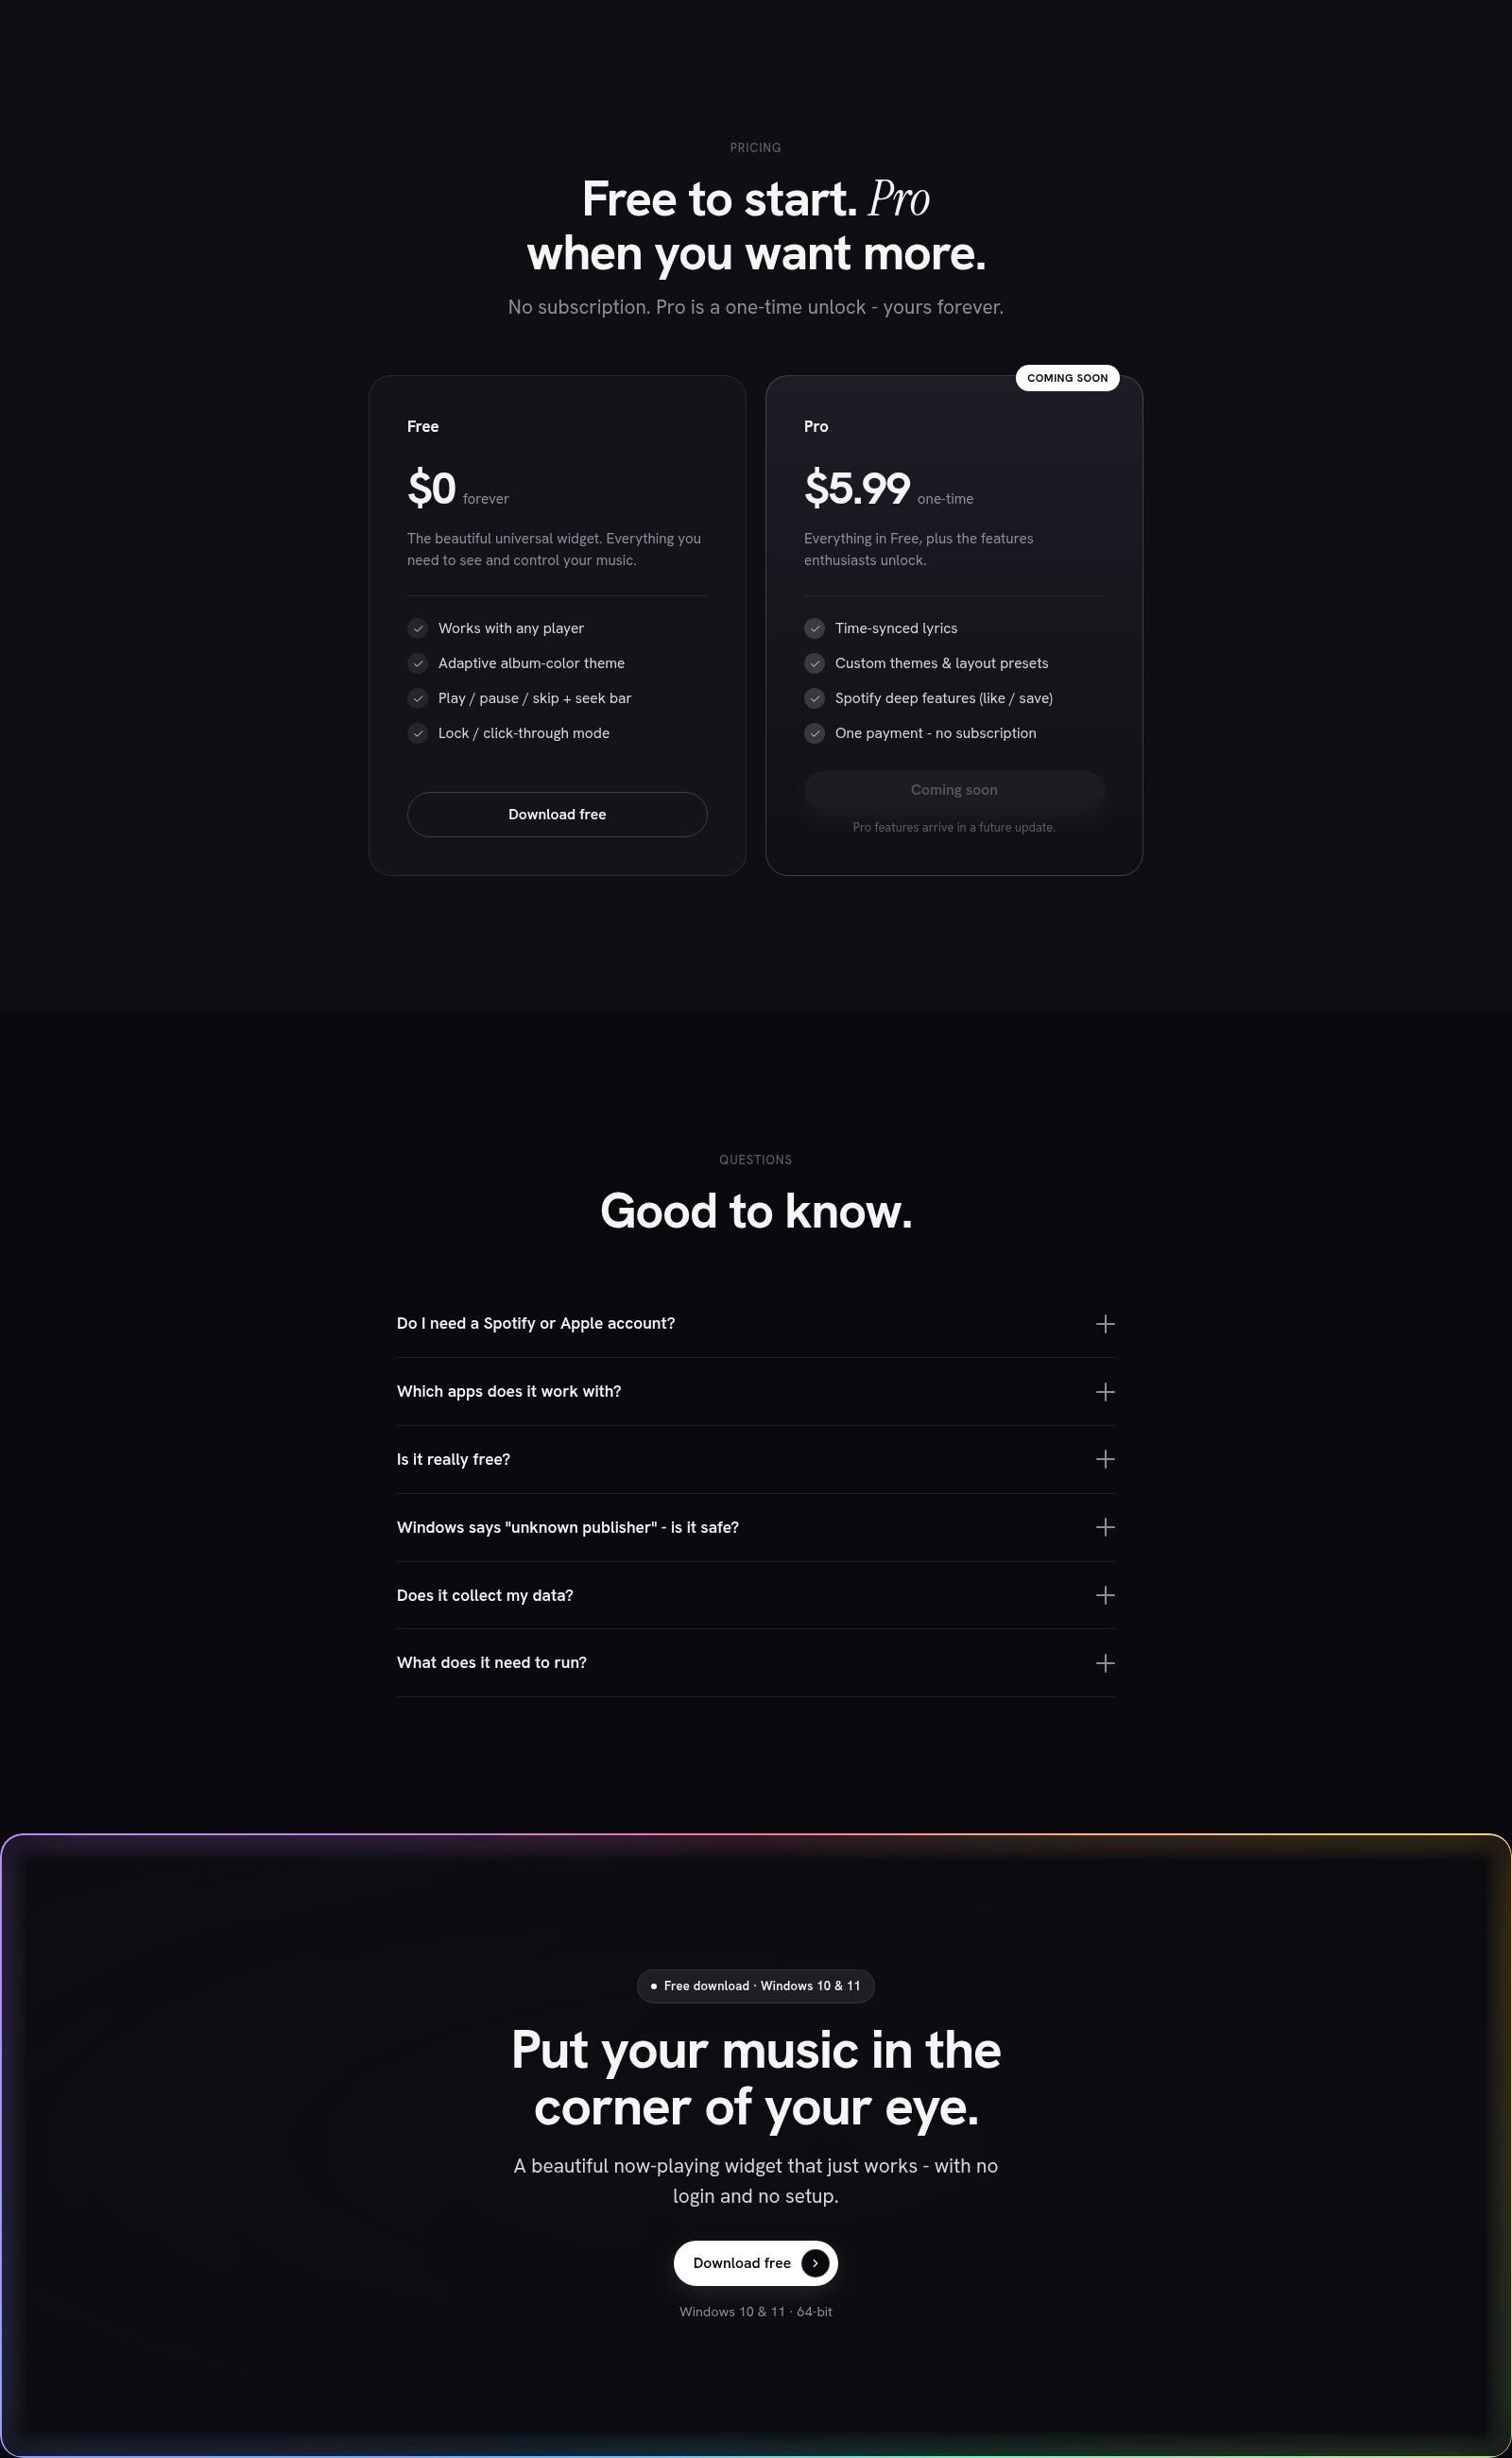 PRICING
Free to start. Pro
when you want more.
No subscription. Pro is a one-time unlock - yours forever.
Free
$0 forever
The beautiful universal widget. Everything you
need to see and control your music.
Works with any player
Adaptive album-color theme
Play / pause / skip + seek bar
Lock / click-through mode
Download free
COMING SOON
Pro
$5.99 one-time
Everything in Free, plus the features
enthusiasts unlock.
Time-synced lyrics
Custom themes & layout presets
Spotify deep features (like / save)
One payment - no subscription
Coming soon
Pro features arrive in a future update.
QUESTIONS
Good to know.
Do I need a Spotify or Apple account?
Which apps does it work with?
Is it really free?
Windows says "unknown publisher" - is it safe?
Does it collect my data?
What does it need to run?
Free download · Windows 10 & 11
Put your music in the
corner of your eye.
A beautiful now-playing widget that just works - with no
login and no setup.
Download free
Windows 10 & 11 · 64-bit